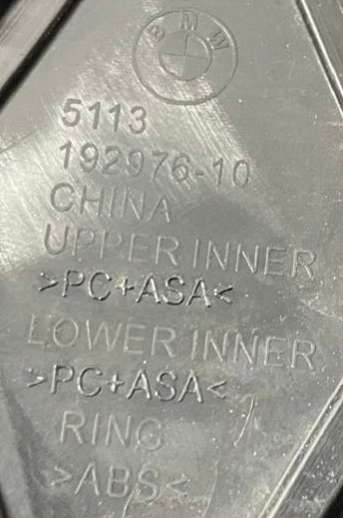 BMW
5113
192976-10
CHINA
UPPER INNER
>PC+ASA<
LOWER INNER
>PC+ASA<
RING
>ABS<